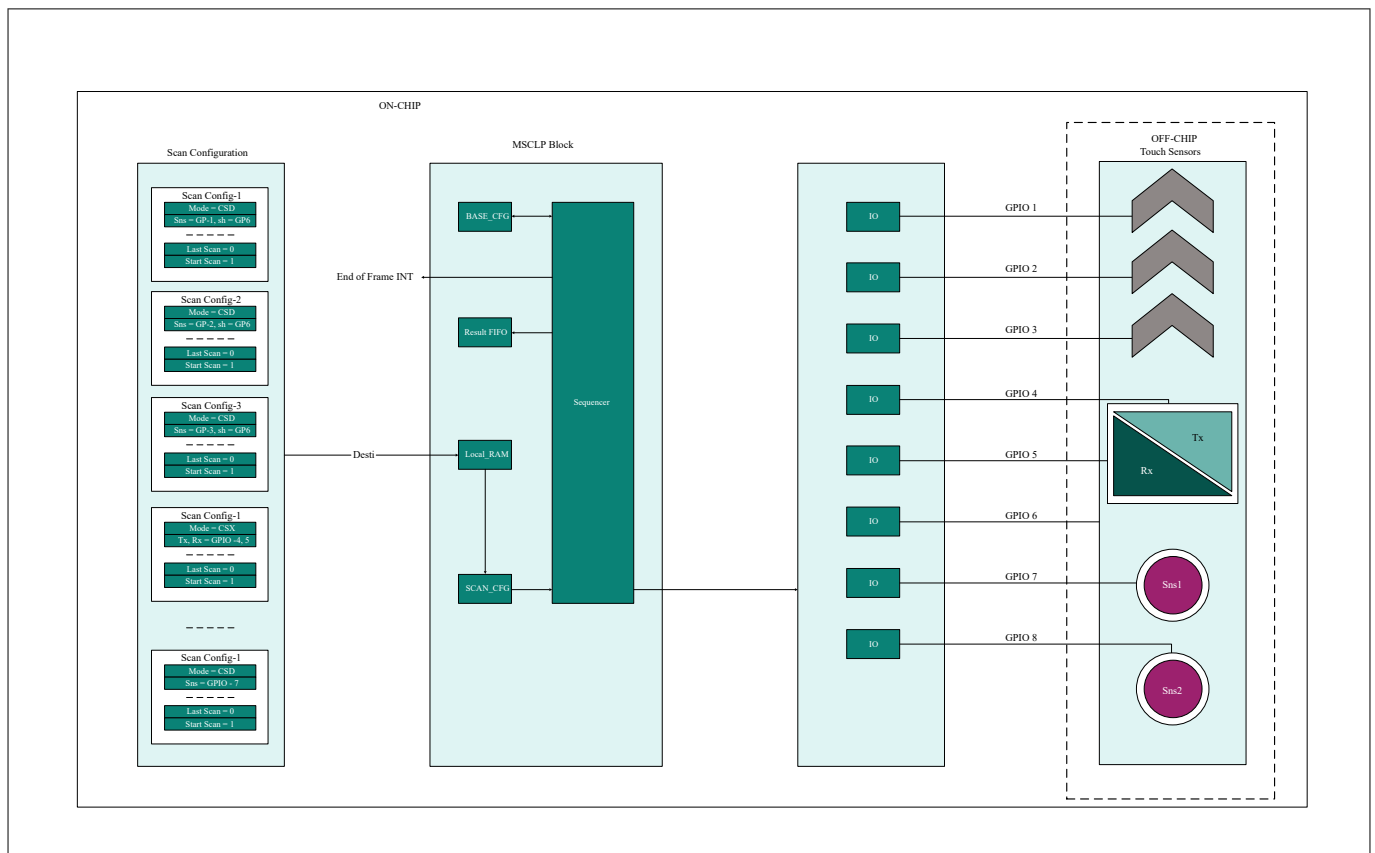 ON-CHIP
Scan Configuration
Scan Config-1
Mode = CSD
Sns = GP-1, sh = GP6
Last Scan = 0
Start Scan = 1
Scan Config-2
Mode = CSD
Sns = GP-2, sh = GP6
Last Scan = 0
Start Scan = 1
Scan Config-3
Mode = CSD
Sns = GP-3, sh = GP6
Last Scan = 0
Start Scan = 1
Scan Config-1
Mode = CSX
Tx, Rx = GPIO -4, 5
Last Scan = 0
Start Scan = 1
Scan Config-1
Mode = CSD
Sns = GPIO - 7
Last Scan = 0
Start Scan = 1
Desti
MSCLP Block
BASE_CFG
End of Frame INT
Result FIFO
Sequencer
Local_RAM
SCAN_CFG
IO
IO
IO
IO
IO
IO
IO
IO
GPIO 1
GPIO 2
GPIO 3
GPIO 4
GPIO 5
GPIO 6
GPIO 7
GPIO 8
OFF-CHIP
Touch Sensors
Tx
Rx
Sns1
Sns2